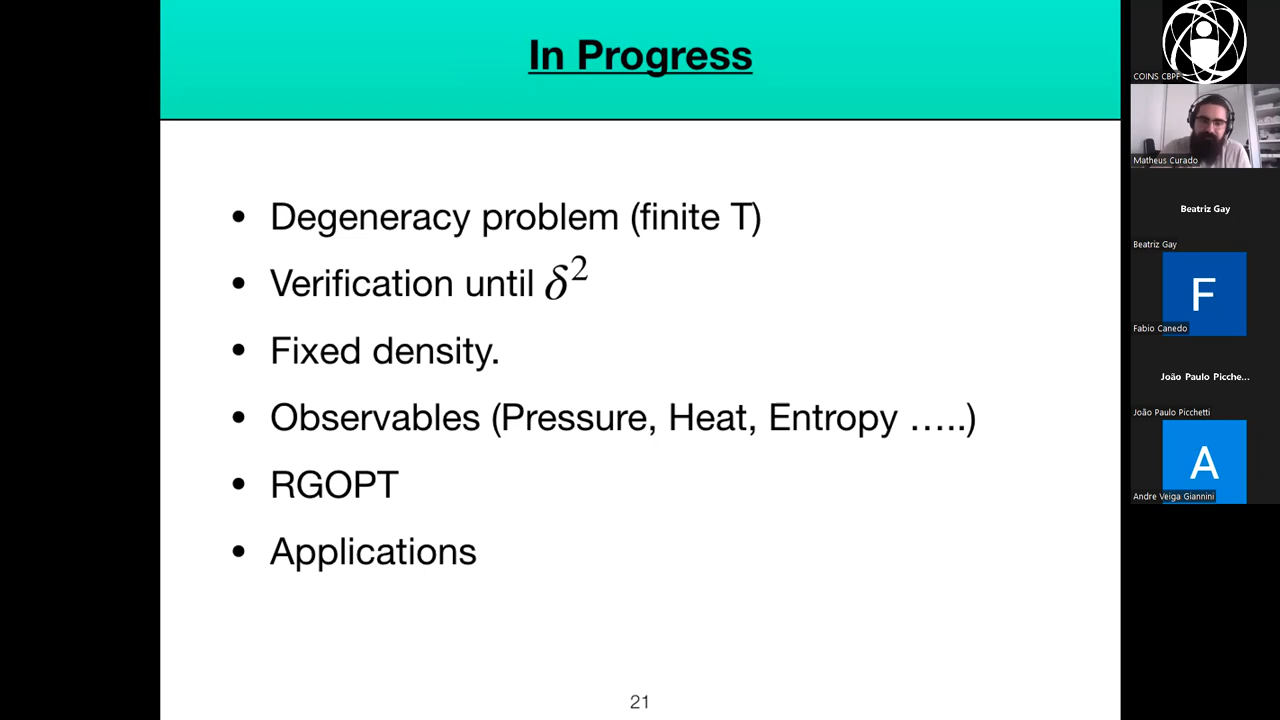 In Progress
• Degeneracy problem (finite T)
• Verification until δ²
• Fixed density.
• Observables (Pressure, Heat, Entropy …..)
• RGOPT
• Applications
21
COINS CBPF
Matheus Curado
Beatriz Gay
Beatriz Gay
F
Fabio Canedo
João Paulo Picche...
João Paulo Picchetti
A
Andre Veiga Giannini